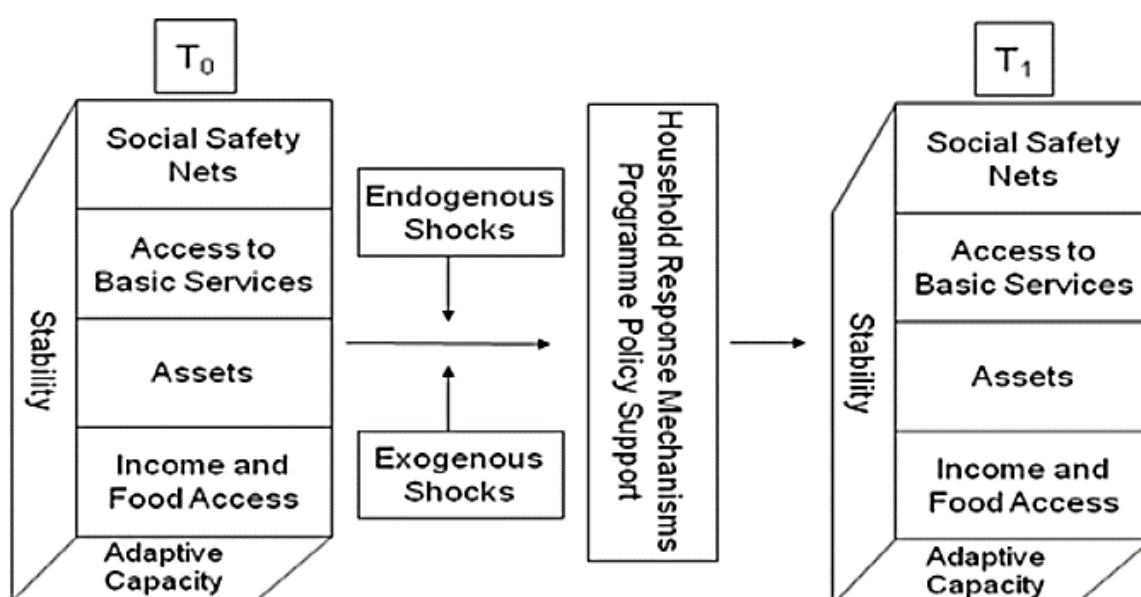 T₀
Social Safety
Nets
Access to
Basic Services
Assets
Income and
Food Access
Stability
Adaptive
Capacity
Endogenous
Shocks
Exogenous
Shocks
Household Response Mechanisms
Programme Policy Support
T₁
Social Safety
Nets
Access to
Basic Services
Assets
Income and
Food Access
Stability
Adaptive
Capacity